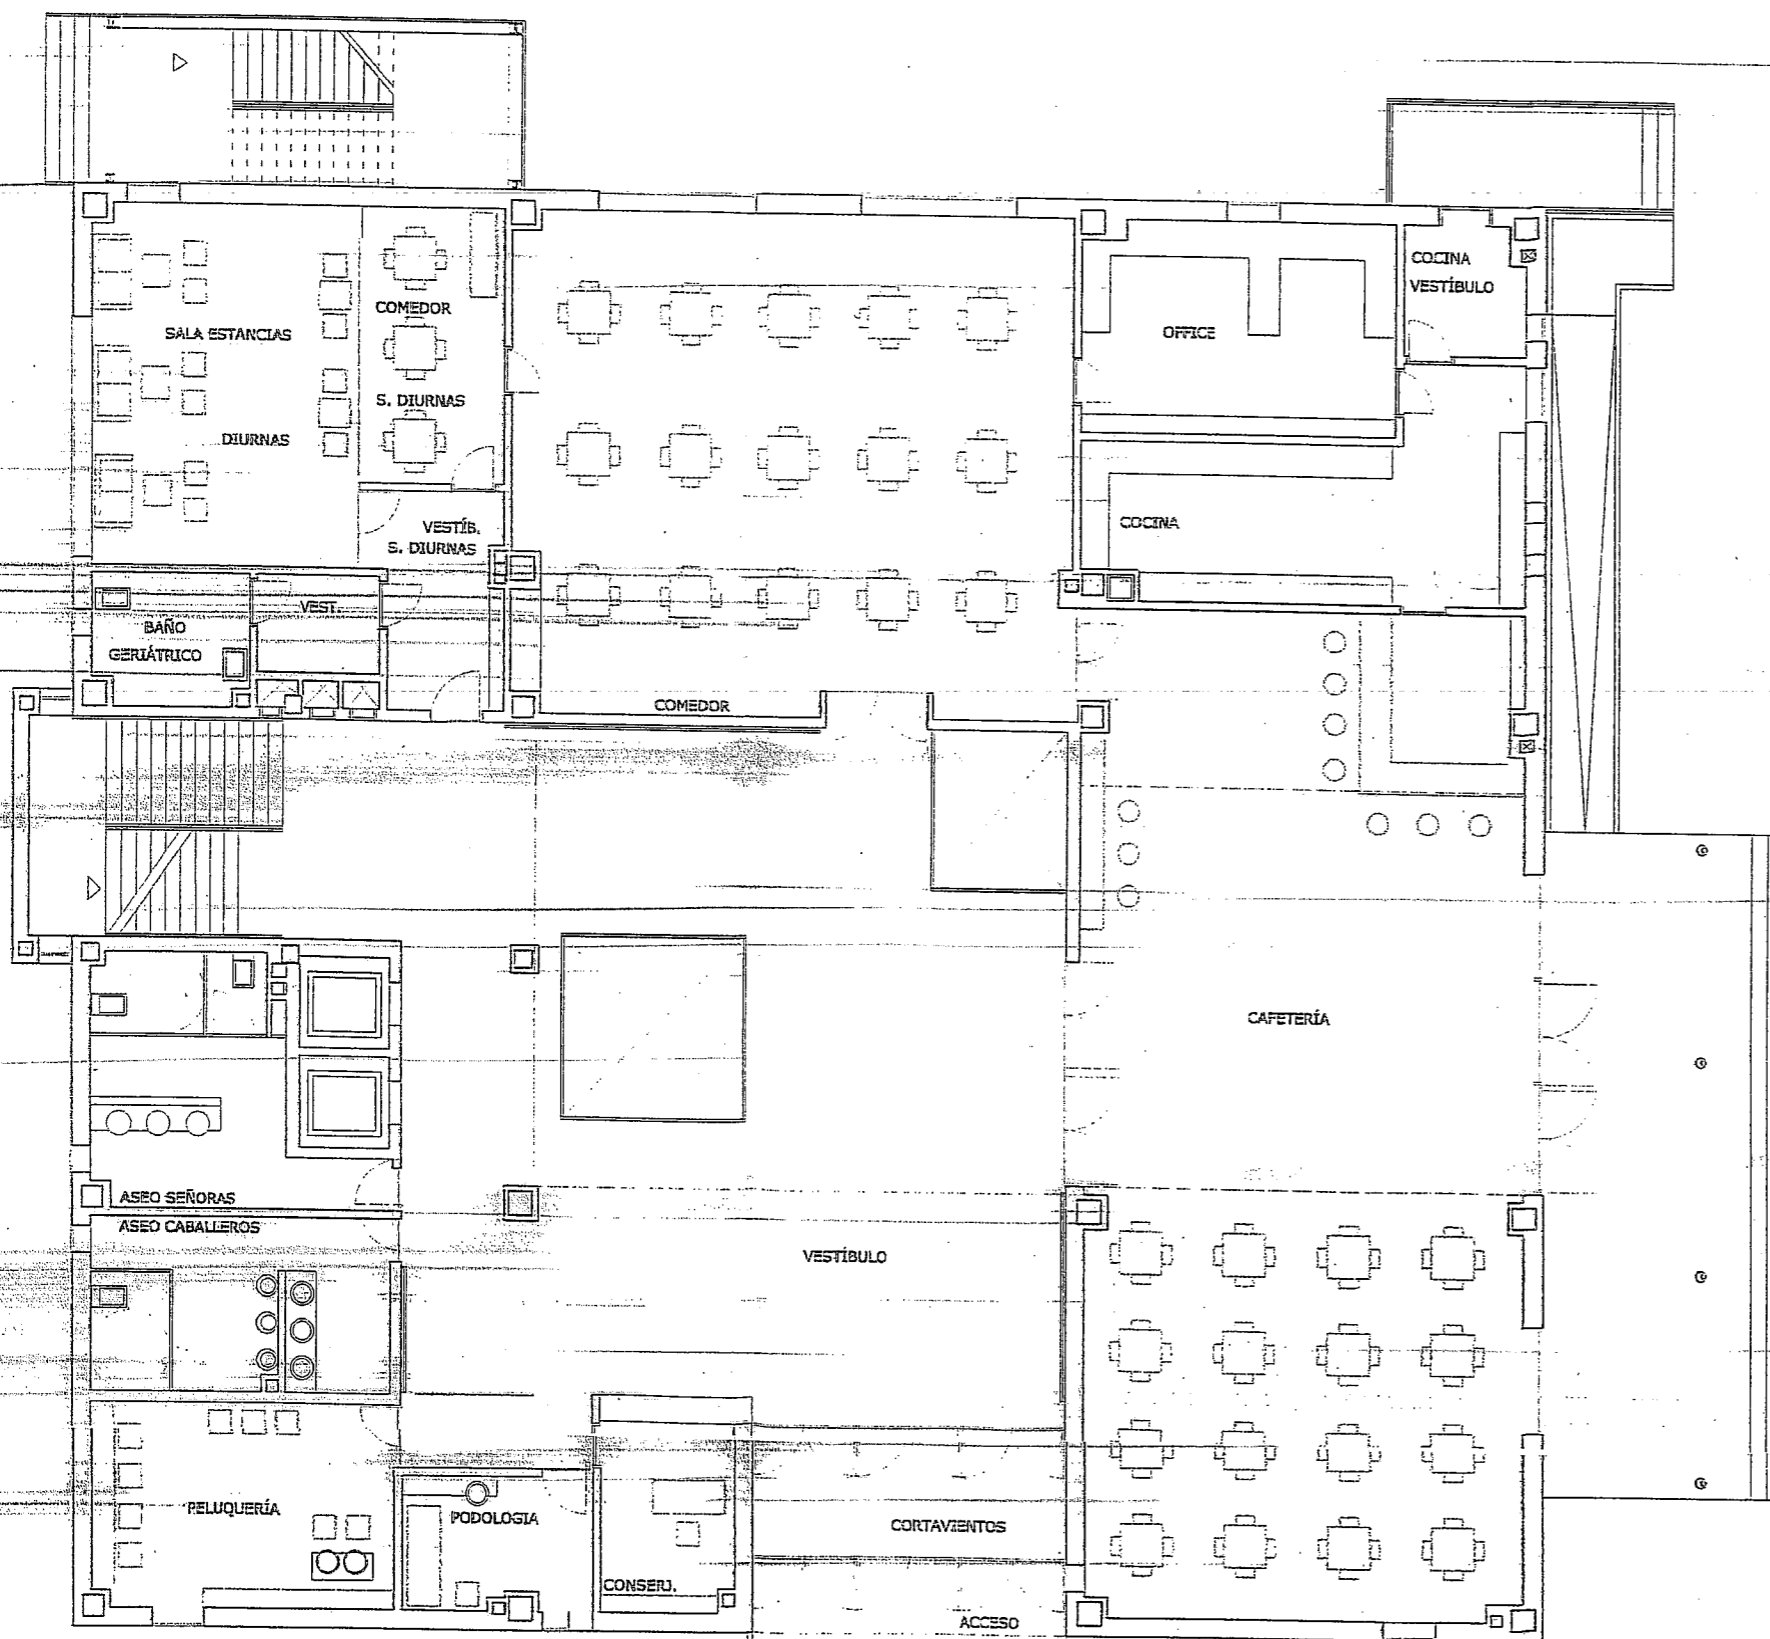 COCINA
VESTÍBULO
COMEDOR
SALA ESTANCIAS
OFFICE
S. DIURNAS
DIURNAS
COCINA
VESTÍB.
S. DIURNAS
VEST.
BAÑO
GERIÁTRICO
COMEDOR
CAFETERÍA
ASEO SEÑORAS
ASEO CABALLEROS
VESTÍBULO
PELUQUERÍA
PODOLOGIA
CORTAVIENTOS
CONSERJ.
ACCESO